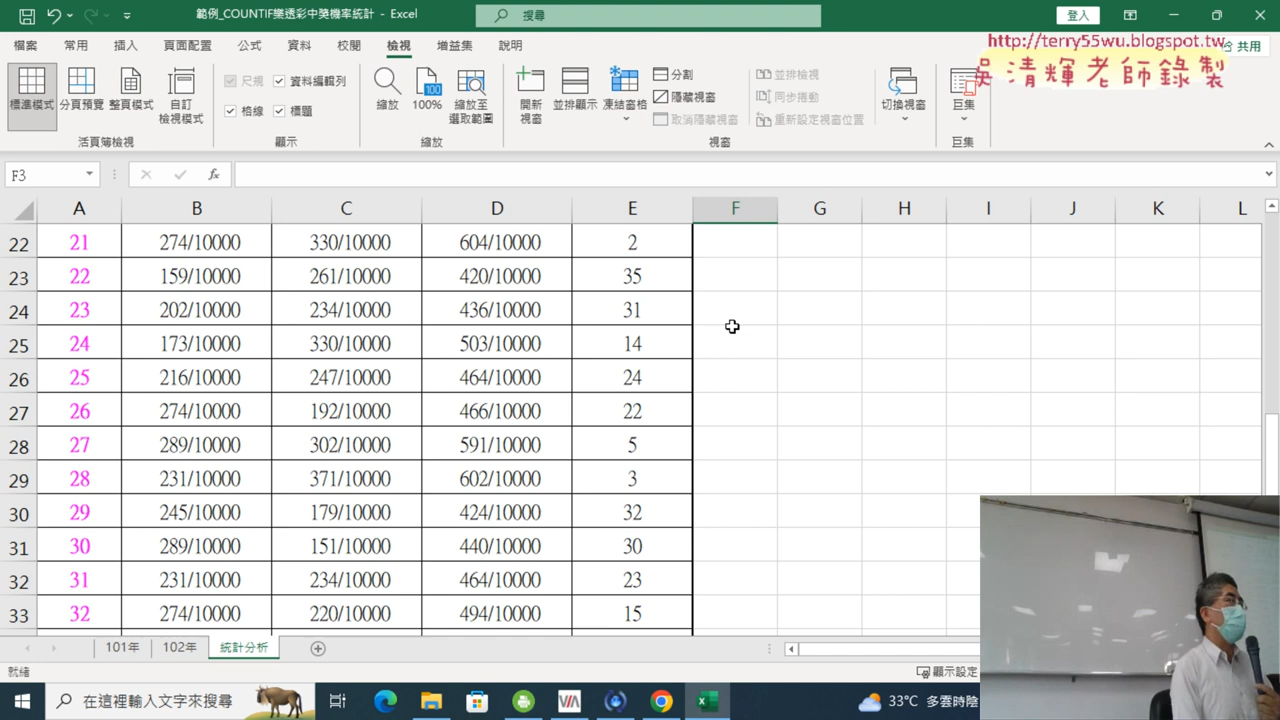 範例_COUNTIF樂透彩中獎機率統計 - Excel
搜尋
登入
http://terry55wu.blogspot.tw
吳清輝老師錄製
檔案 常用 插入 頁面配置 公式 資料 校閱 檢視 增益集 說明 共用
標準模式 分頁預覽 整頁模式 自訂檢視模式
尺規 資料編輯列
格線 標題
縮放 100% 縮放至選取範圍
開新視窗 並排顯示 凍結窗格
分割
隱藏視窗
取消隱藏視窗
並排檢視
同步捲動
重新設定視窗位置
切換視窗 巨集
活頁簿檢視 顯示 縮放 視窗 巨集
F3 fx
A B C D E F G H I J K L
22 21 274/10000 330/10000 604/10000 2
23 22 159/10000 261/10000 420/10000 35
24 23 202/10000 234/10000 436/10000 31
25 24 173/10000 330/10000 503/10000 14
26 25 216/10000 247/10000 464/10000 24
27 26 274/10000 192/10000 466/10000 22
28 27 289/10000 302/10000 591/10000 5
29 28 231/10000 371/10000 602/10000 3
30 29 245/10000 179/10000 424/10000 32
31 30 289/10000 151/10000 440/10000 30
32 31 231/10000 234/10000 464/10000 23
33 32 274/10000 220/10000 494/10000 15
101年 102年 統計分析
就緒 顯示設定
在這裡輸入文字來搜尋
33°C 多雲時陰